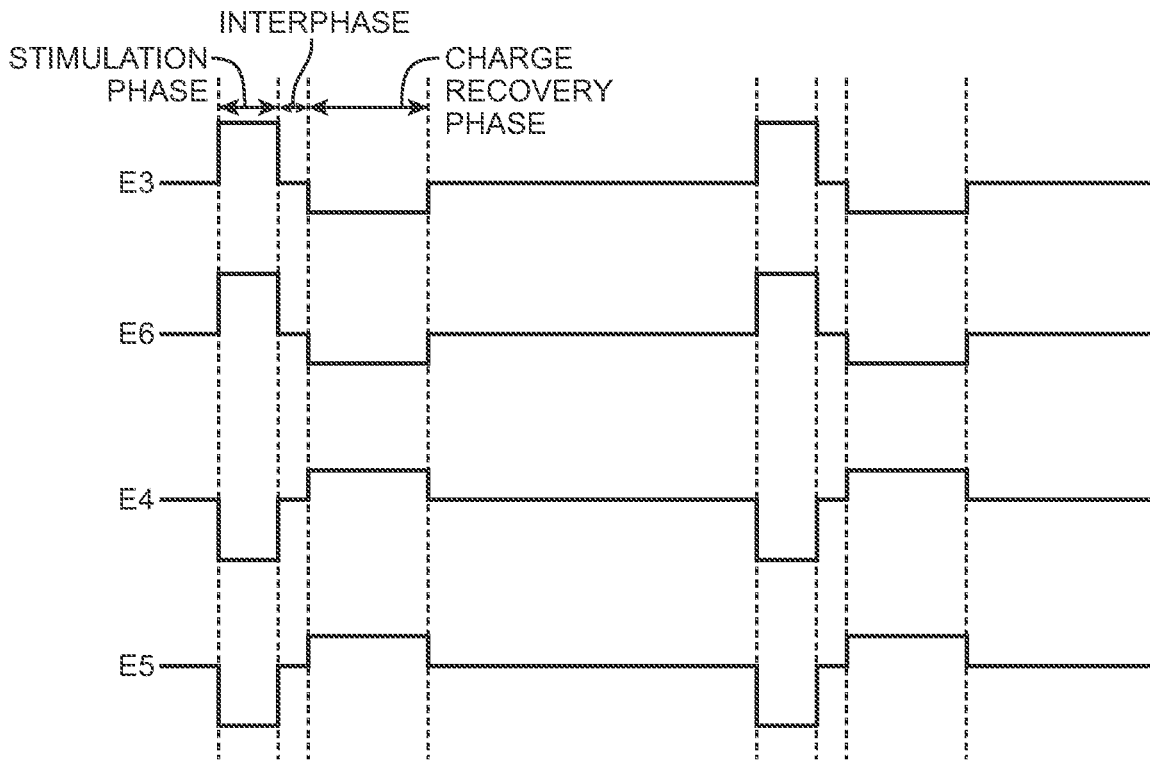 INTERPHASE
STIMULATION
PHASE
CHARGE
RECOVERY
PHASE
E3
E6
E4
E5